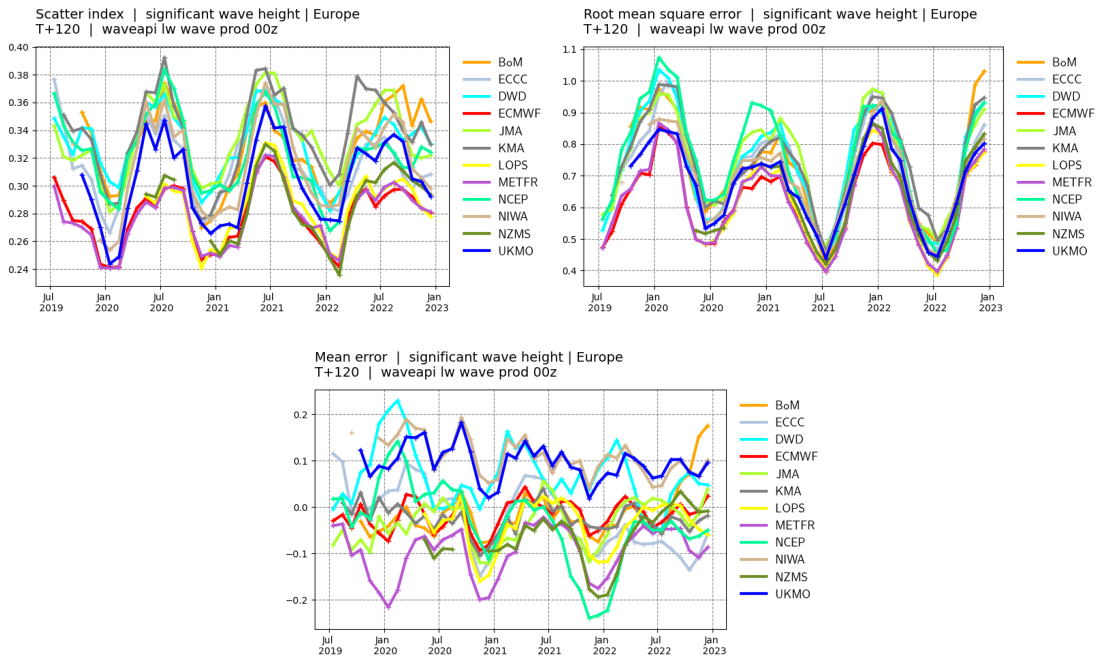 Scatter index | significant wave height | Europe
T+120 | waveapi lw wave prod 00z
0.40
0.38
0.36
0.34
0.32
0.30
0.28
0.26
0.24
Jul 2019
Jan 2020
Jul 2020
Jan 2021
Jul 2021
Jan 2022
Jul 2022
Jan 2023
BoM
ECCC
DWD
ECMWF
JMA
KMA
LOPS
METFR
NCEP
NIWA
NZMS
UKMO
Root mean square error | significant wave height | Europe
T+120 | waveapi lw wave prod 00z
1.1
1.0
0.9
0.8
0.7
0.6
0.5
0.4
Jul 2019
Jan 2020
Jul 2020
Jan 2021
Jul 2021
Jan 2022
Jul 2022
Jan 2023
BoM
ECCC
DWD
ECMWF
JMA
KMA
LOPS
METFR
NCEP
NIWA
NZMS
UKMO
Mean error | significant wave height | Europe
T+120 | waveapi lw wave prod 00z
0.2
0.1
0.0
−0.1
−0.2
Jul 2019
Jan 2020
Jul 2020
Jan 2021
Jul 2021
Jan 2022
Jul 2022
Jan 2023
BoM
ECCC
DWD
ECMWF
JMA
KMA
LOPS
METFR
NCEP
NIWA
NZMS
UKMO